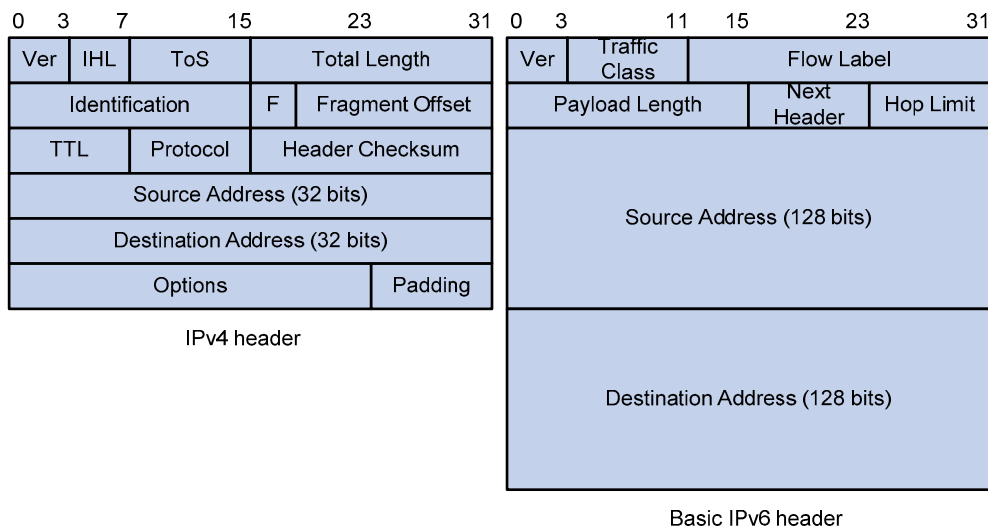 0 3 7 15 23 31
Ver IHL ToS Total Length
Identification F Fragment Offset
TTL Protocol Header Checksum
Source Address (32 bits)
Destination Address (32 bits)
Options Padding
IPv4 header
0 3 11 15 23 31
Ver Traffic Class Flow Label
Payload Length Next Header Hop Limit
Source Address (128 bits)
Destination Address (128 bits)
Basic IPv6 header